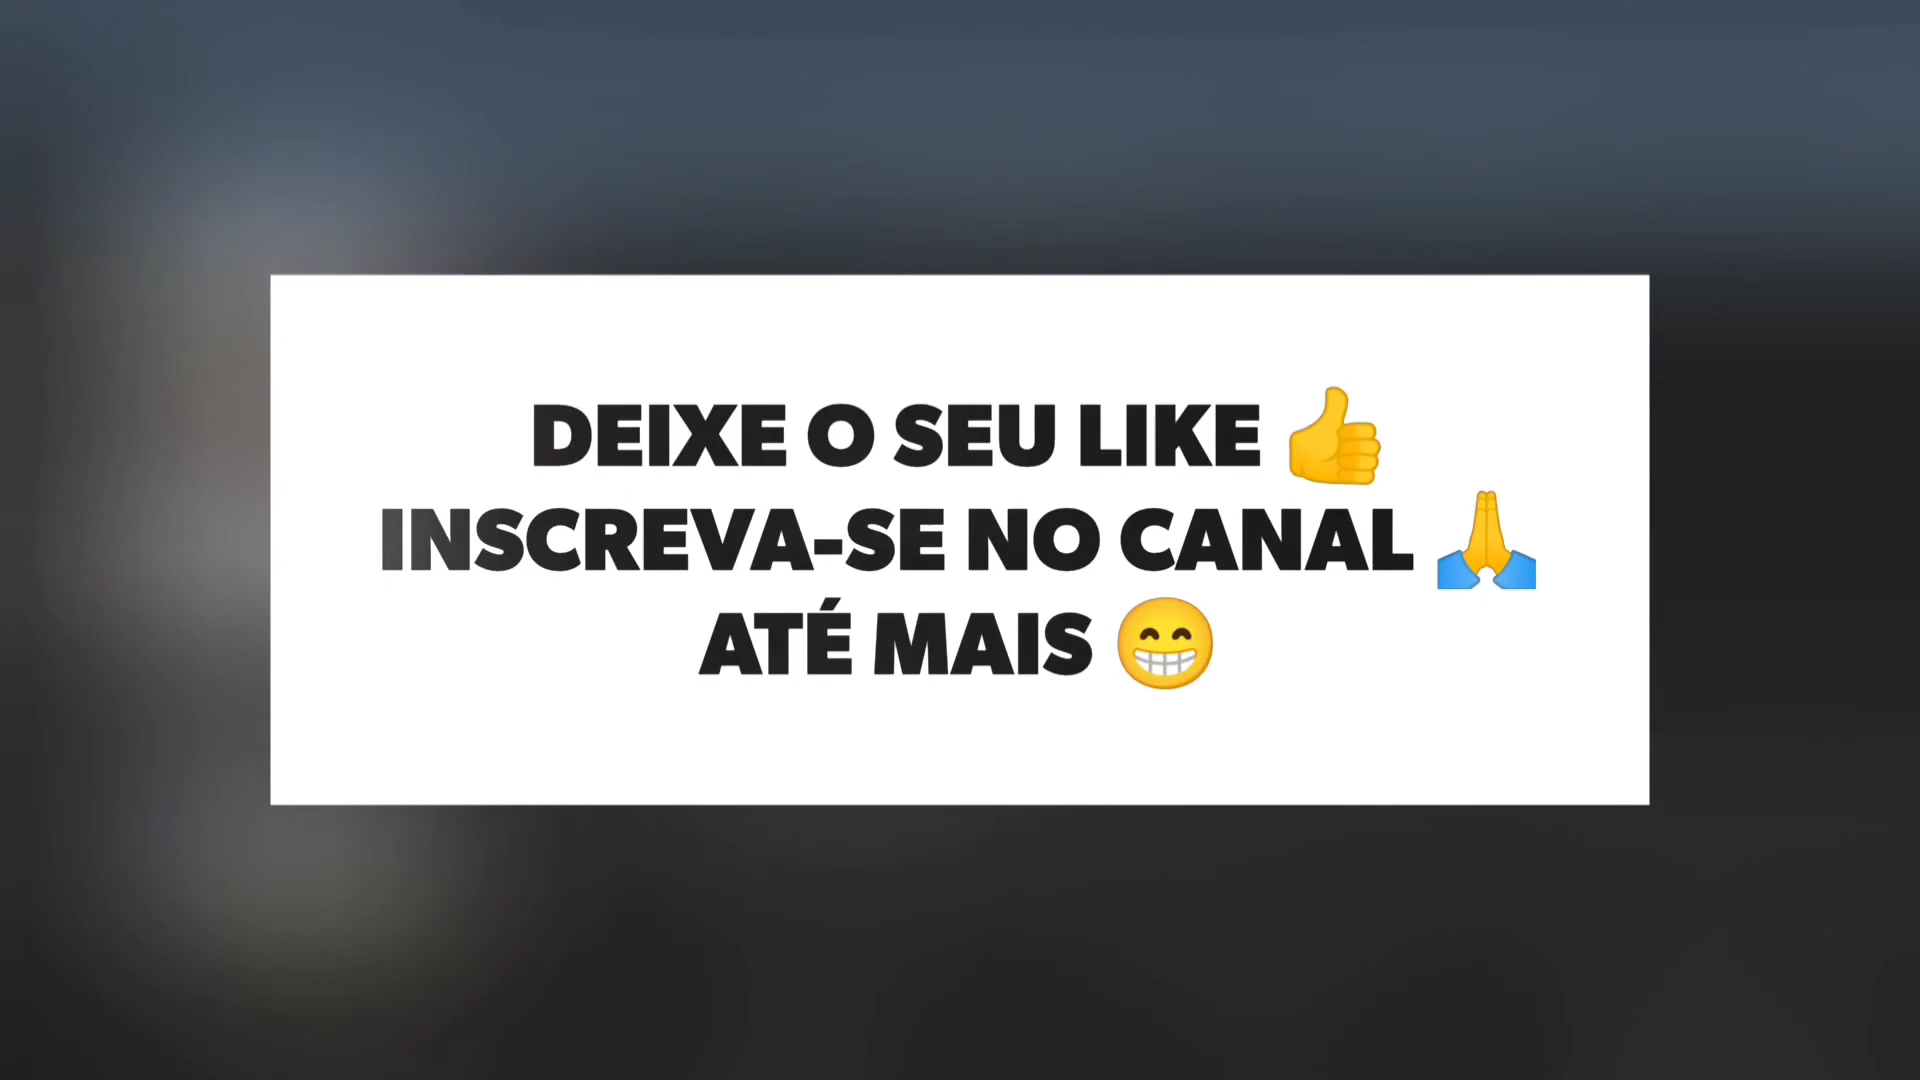 DEIXE O SEU LIKE 👍
INSCREVA-SE NO CANAL 🙏
ATÉ MAIS 😁